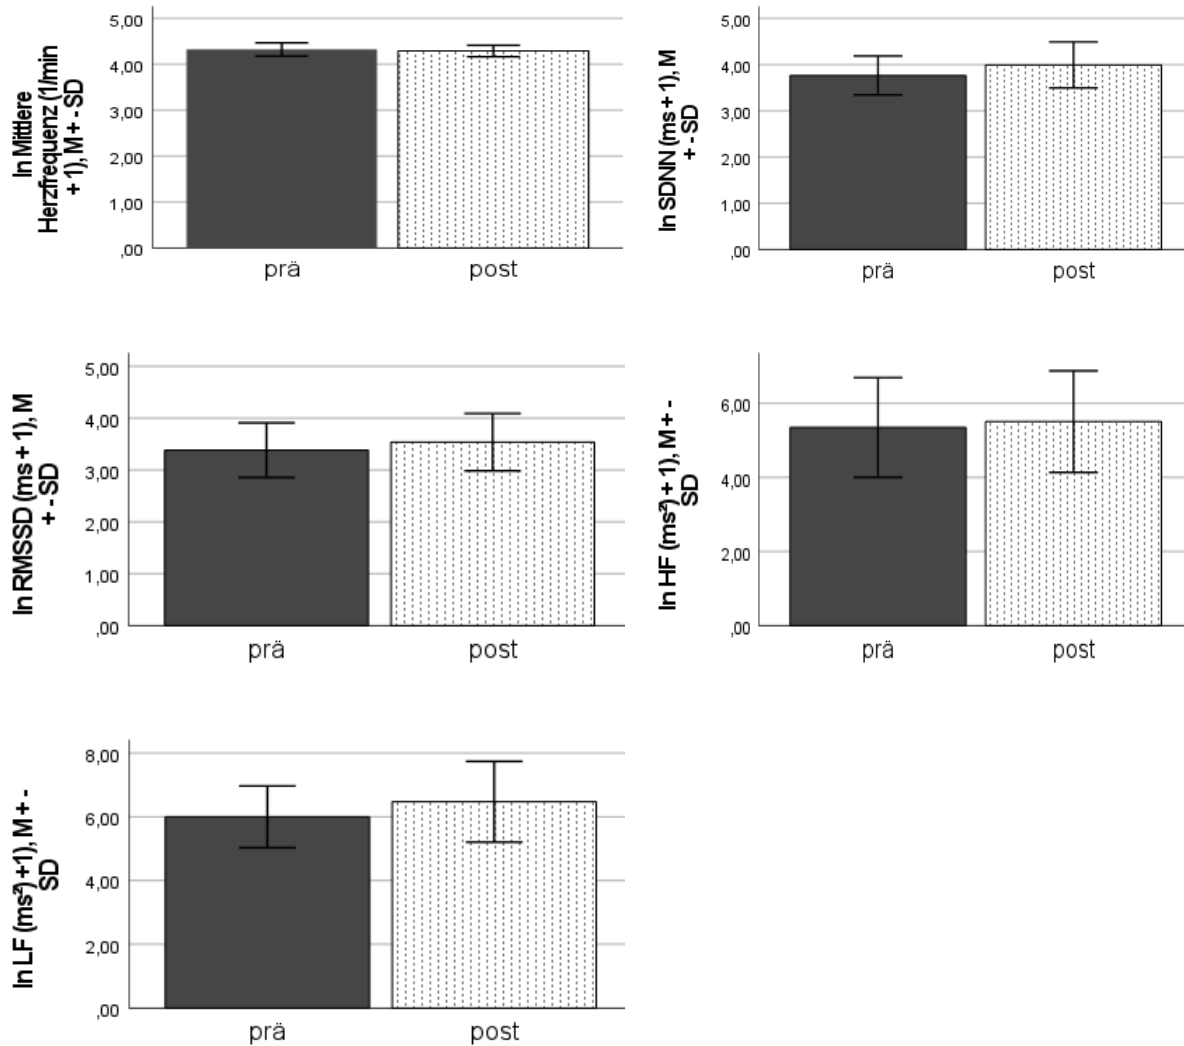 ln Mittlere
Herzfrequenz (1/min
+ 1), M + - SD
5,00
4,00
3,00
2,00
1,00
,00
prä
post
ln SDNN (ms + 1), M
+ - SD
5,00
4,00
3,00
2,00
1,00
,00
prä
post
ln RMSSD (ms + 1), M
+ - SD
5,00
4,00
3,00
2,00
1,00
,00
prä
post
ln HF (ms²) + 1), M + -
SD
6,00
4,00
2,00
,00
prä
post
ln LF (ms²) +1), M + -
SD
8,00
6,00
4,00
2,00
,00
prä
post